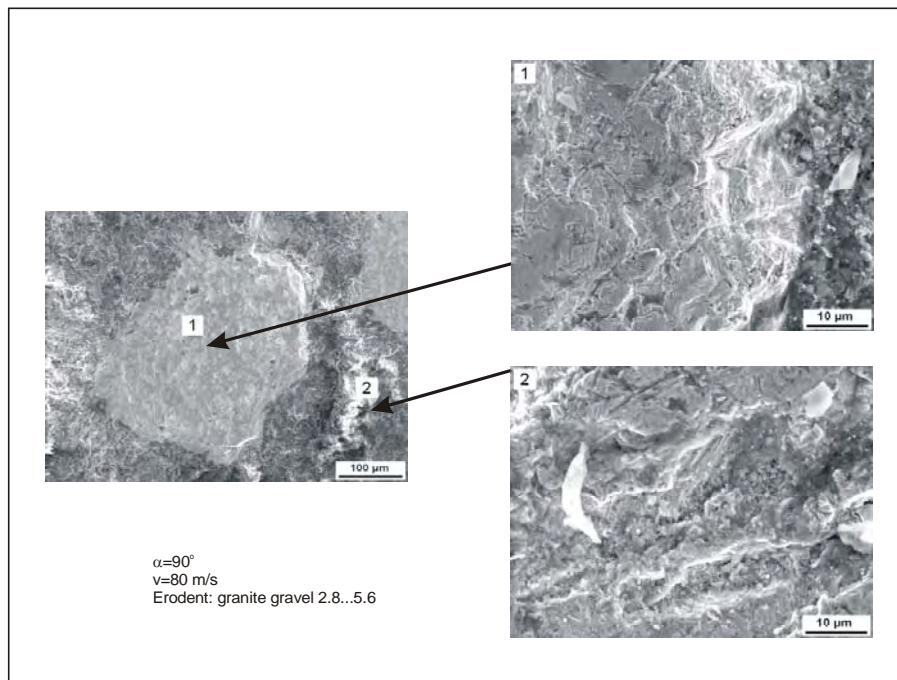 1
10 µm
1
2
100 µm
2
10 µm
α=90°
v=80 m/s
Erodent: granite gravel 2.8...5.6